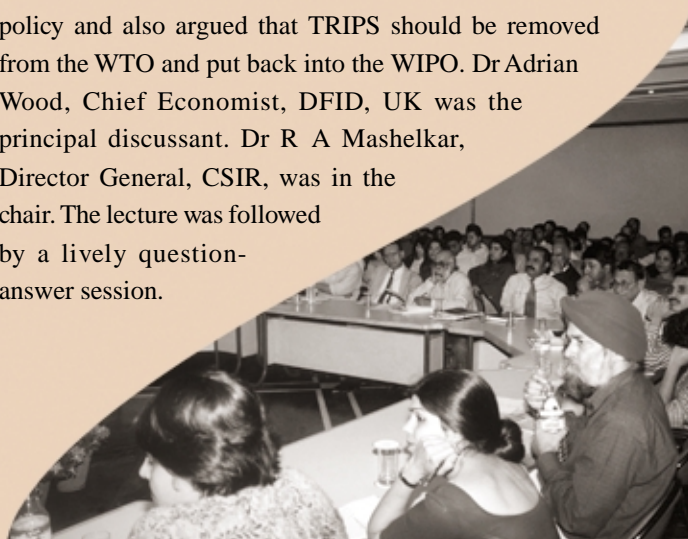 policy and also argued that TRIPS should be removed
from the WTO and put back into the WIPO. Dr Adrian
Wood, Chief Economist, DFID, UK was the
principal discussant. Dr R A Mashelkar,
Director General, CSIR, was in the
chair. The lecture was followed
by a lively question-
answer session.